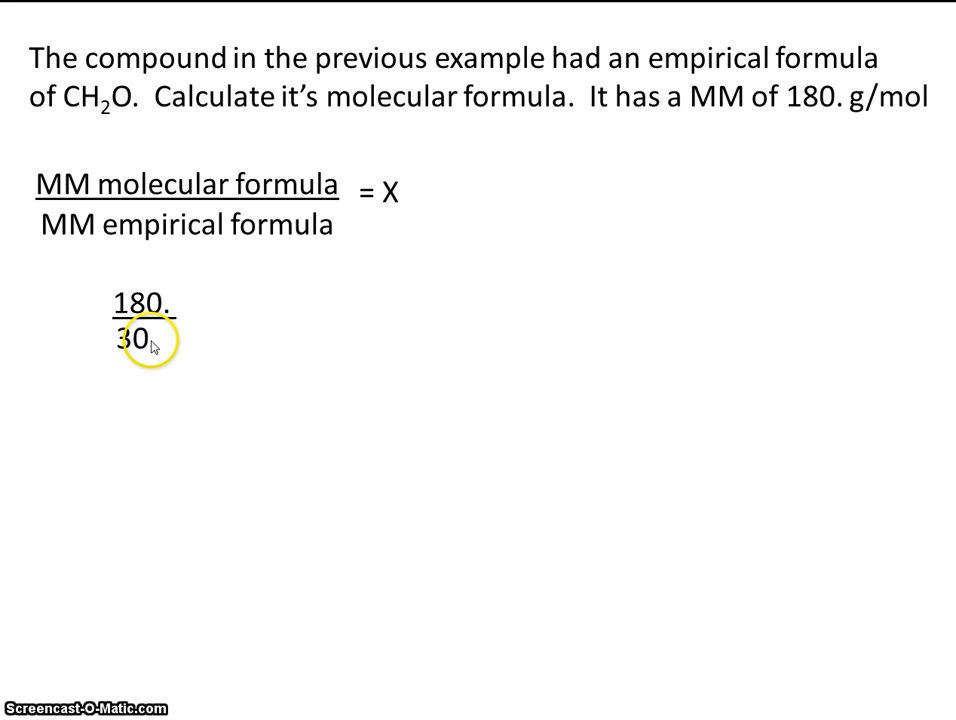 The compound in the previous example had an empirical formula
of CH₂O. Calculate it’s molecular formula. It has a MM of 180. g/mol
MM molecular formula = X
MM empirical formula
180.
30
Screencast-O-Matic.com